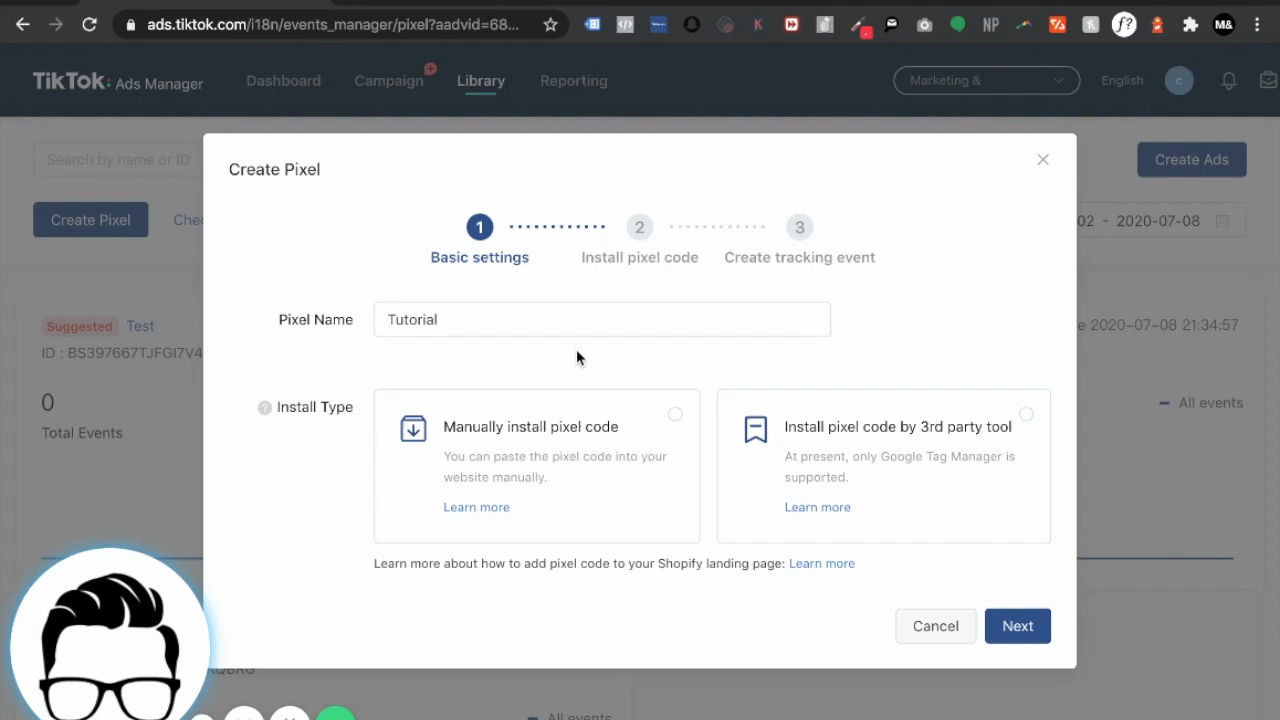 ads.tiktok.com/i18n/events_manager/pixel?aadvid=68...
K
NP
f?
M&
TikTok: Ads Manager
Dashboard
Campaign
Library
Reporting
Marketing &
English
c
Search by name or ID
Create Ads
Create Pixel
02 - 2020-07-08
Create Pixel
1
2
3
Basic settings
Install pixel code
Create tracking event
Pixel Name
Tutorial
Suggested
Test
2020-07-08 21:34:57
0
Total Events
All events
? Install Type
Manually install pixel code
You can paste the pixel code into your
website manually.
Learn more
Install pixel code by 3rd party tool
At present, only Google Tag Manager is
supported.
Learn more
Learn more about how to add pixel code to your Shopify landing page: Learn more
Cancel
Next
All events